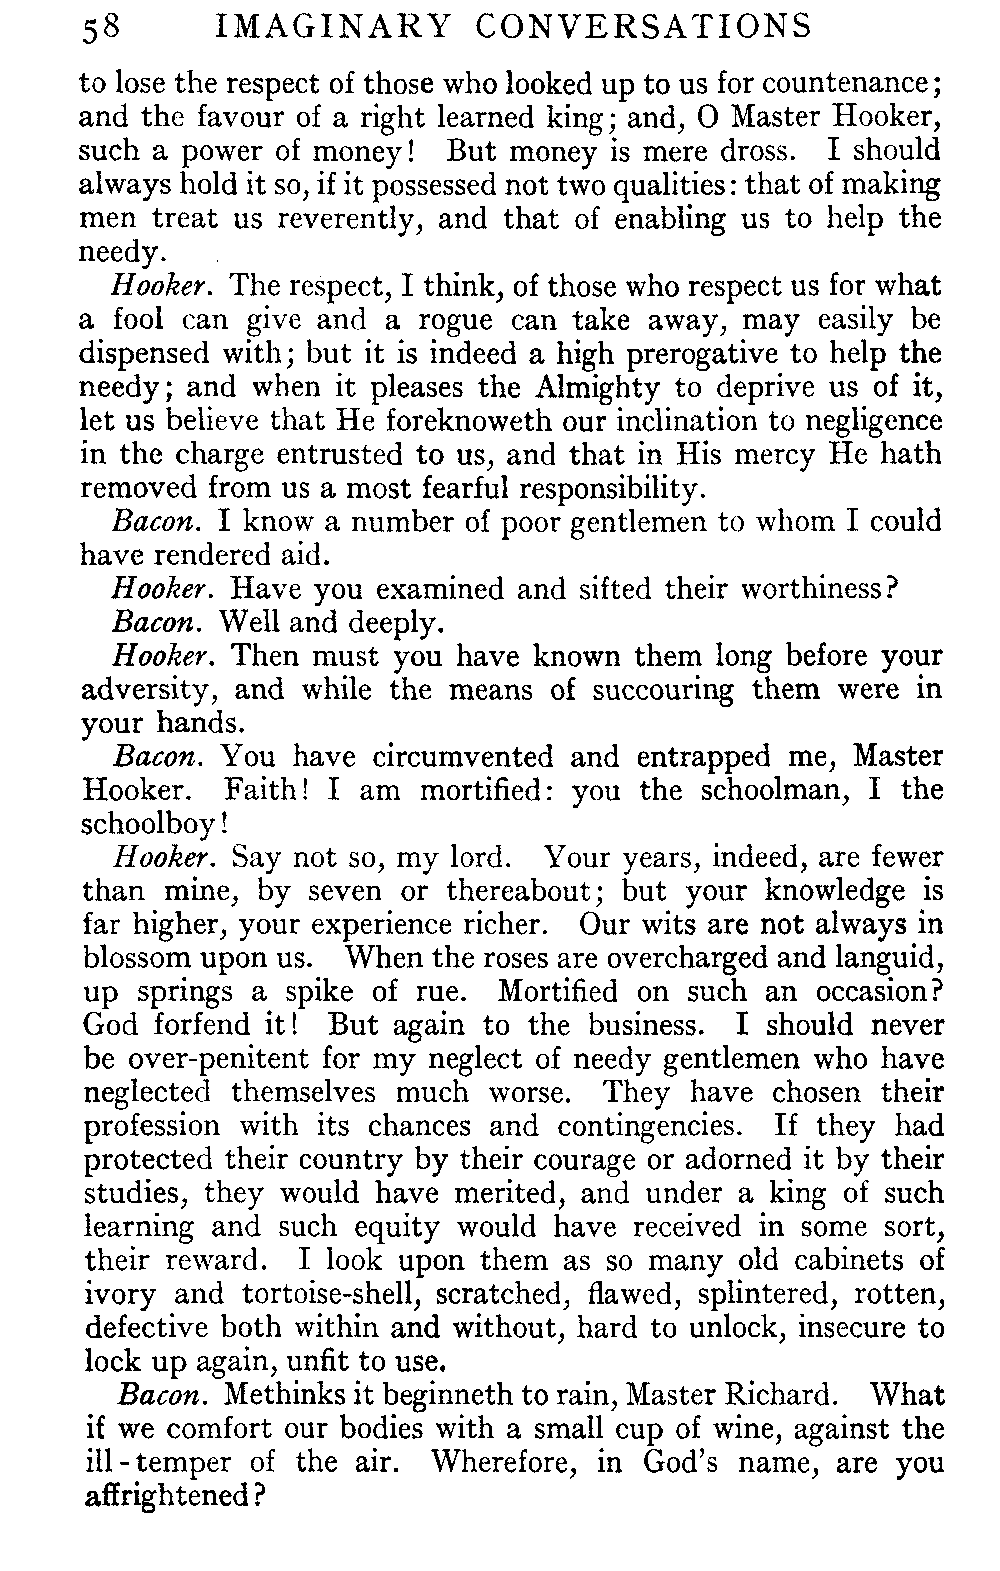 58 IMAGINARY CONVERSATIONS
to lose the respect of those who looked up to us for countenance;
and the favour of a right learned king; and, O Master Hooker,
such a power of money! But money is mere dross. I should
always hold it so, if it possessed not two qualities: that of making
men treat us reverently, and that of enabling us to help the
needy.
Hooker. The respect, I think, of those who respect us for what
a fool can give and a rogue can take away, may easily be
dispensed with; but it is indeed a high prerogative to help the
needy; and when it pleases the Almighty to deprive us of it,
let us believe that He foreknoweth our inclination to negligence
in the charge entrusted to us, and that in His mercy He hath
removed from us a most fearful responsibility.
Bacon. I know a number of poor gentlemen to whom I could
have rendered aid.
Hooker. Have you examined and sifted their worthiness?
Bacon. Well and deeply.
Hooker. Then must you have known them long before your
adversity, and while the means of succouring them were in
your hands.
Bacon. You have circumvented and entrapped me, Master
Hooker. Faith! I am mortified: you the schoolman, I the
schoolboy!
Hooker. Say not so, my lord. Your years, indeed, are fewer
than mine, by seven or thereabout; but your knowledge is
far higher, your experience richer. Our wits are not always in
blossom upon us. When the roses are overcharged and languid,
up springs a spike of rue. Mortified on such an occasion?
God forfend it! But again to the business. I should never
be over-penitent for my neglect of needy gentlemen who have
neglected themselves much worse. They have chosen their
profession with its chances and contingencies. If they had
protected their country by their courage or adorned it by their
studies, they would have merited, and under a king of such
learning and such equity would have received in some sort,
their reward. I look upon them as so many old cabinets of
ivory and tortoise-shell, scratched, flawed, splintered, rotten,
defective both within and without, hard to unlock, insecure to
lock up again, unfit to use.
Bacon. Methinks it beginneth to rain, Master Richard. What
if we comfort our bodies with a small cup of wine, against the
ill-temper of the air. Wherefore, in God's name, are you
affrightened?